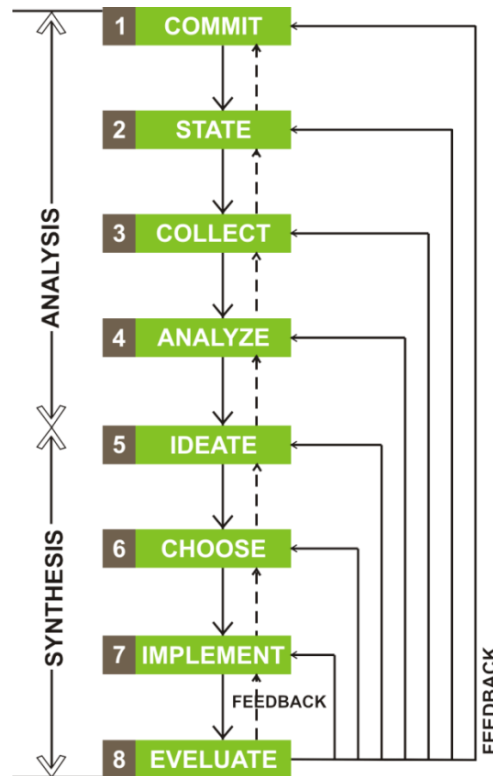 1 COMMIT
2 STATE
3 COLLECT
ANALYSIS
4 ANALYZE
5 IDEATE
6 CHOOSE
SYNTHESIS
7 IMPLEMENT
FEEDBACK
8 EVELUATE
FEEDBACK